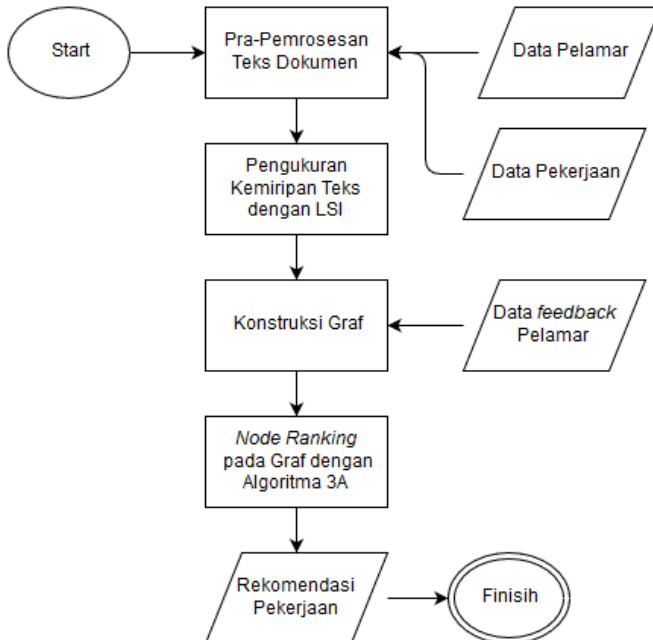 Start
Pra-Pemrosesan
Teks Dokumen
Data Pelamar
Data Pekerjaan
Pengukuran
Kemiripan Teks
dengan LSI
Konstruksi Graf
Data feedback
Pelamar
Node Ranking
pada Graf dengan
Algoritma 3A
Rekomendasi
Pekerjaan
Finisih